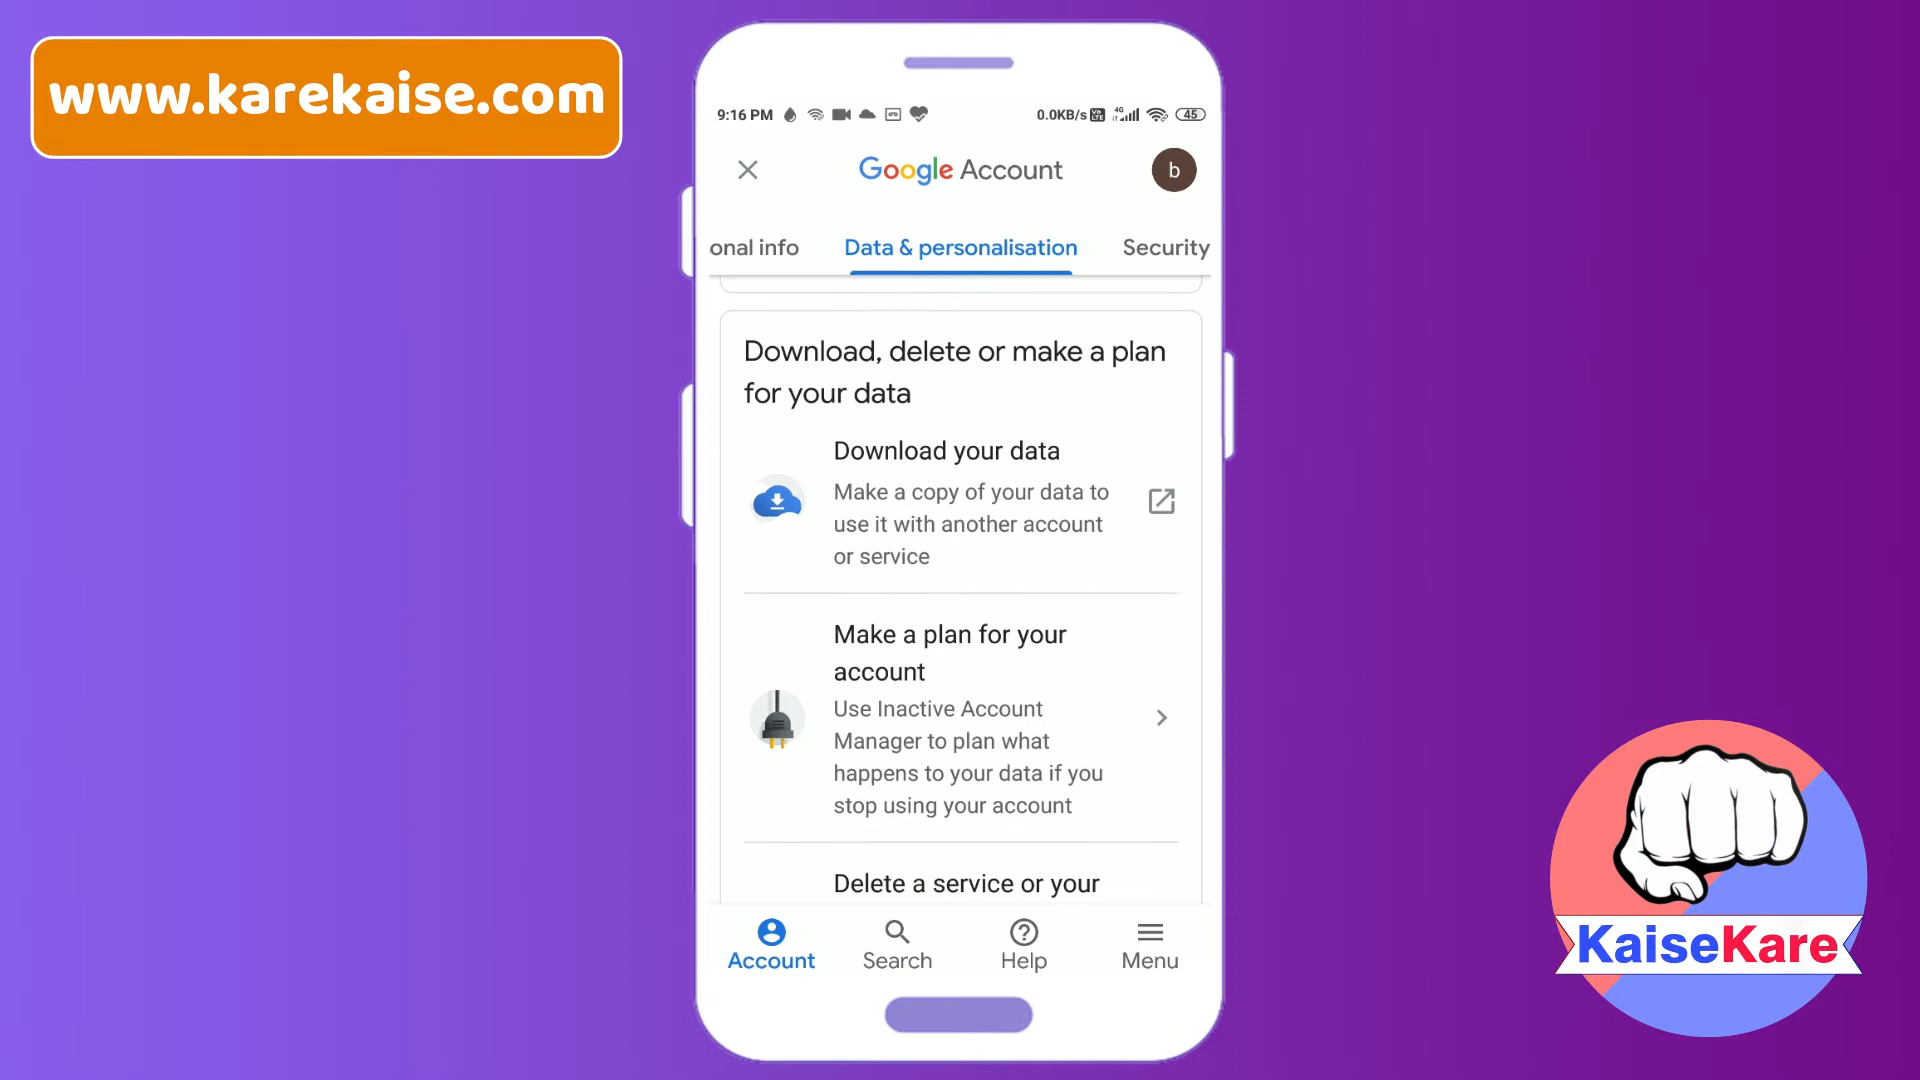 www.karekaise.com
9:16 PM
0.0KB/s Vo LTE 4G 45
Google Account
b
onal info
Data & personalisation
Security
Download, delete or make a plan
for your data
Download your data
Make a copy of your data to
use it with another account
or service
Make a plan for your
account
Use Inactive Account
Manager to plan what
happens to your data if you
stop using your account
Delete a service or your
Account
Search
Help
Menu
KaiseKare